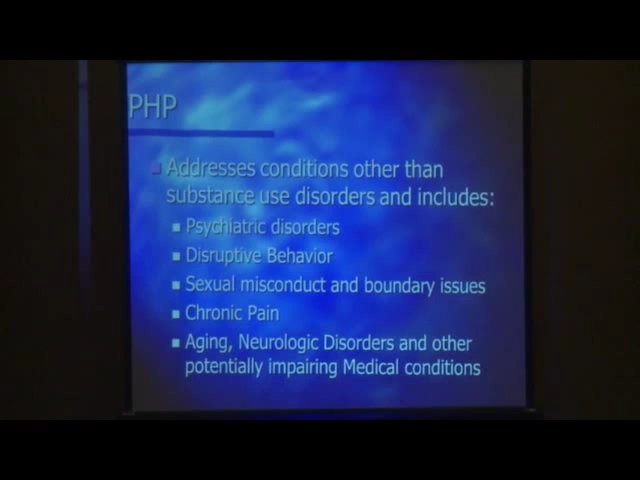 PHP
Addresses conditions other than
substance use disorders and includes:
Psychiatric disorders
Disruptive Behavior
Sexual misconduct and boundary issues
Chronic Pain
Aging, Neurologic Disorders and other
potentially impairing Medical conditions